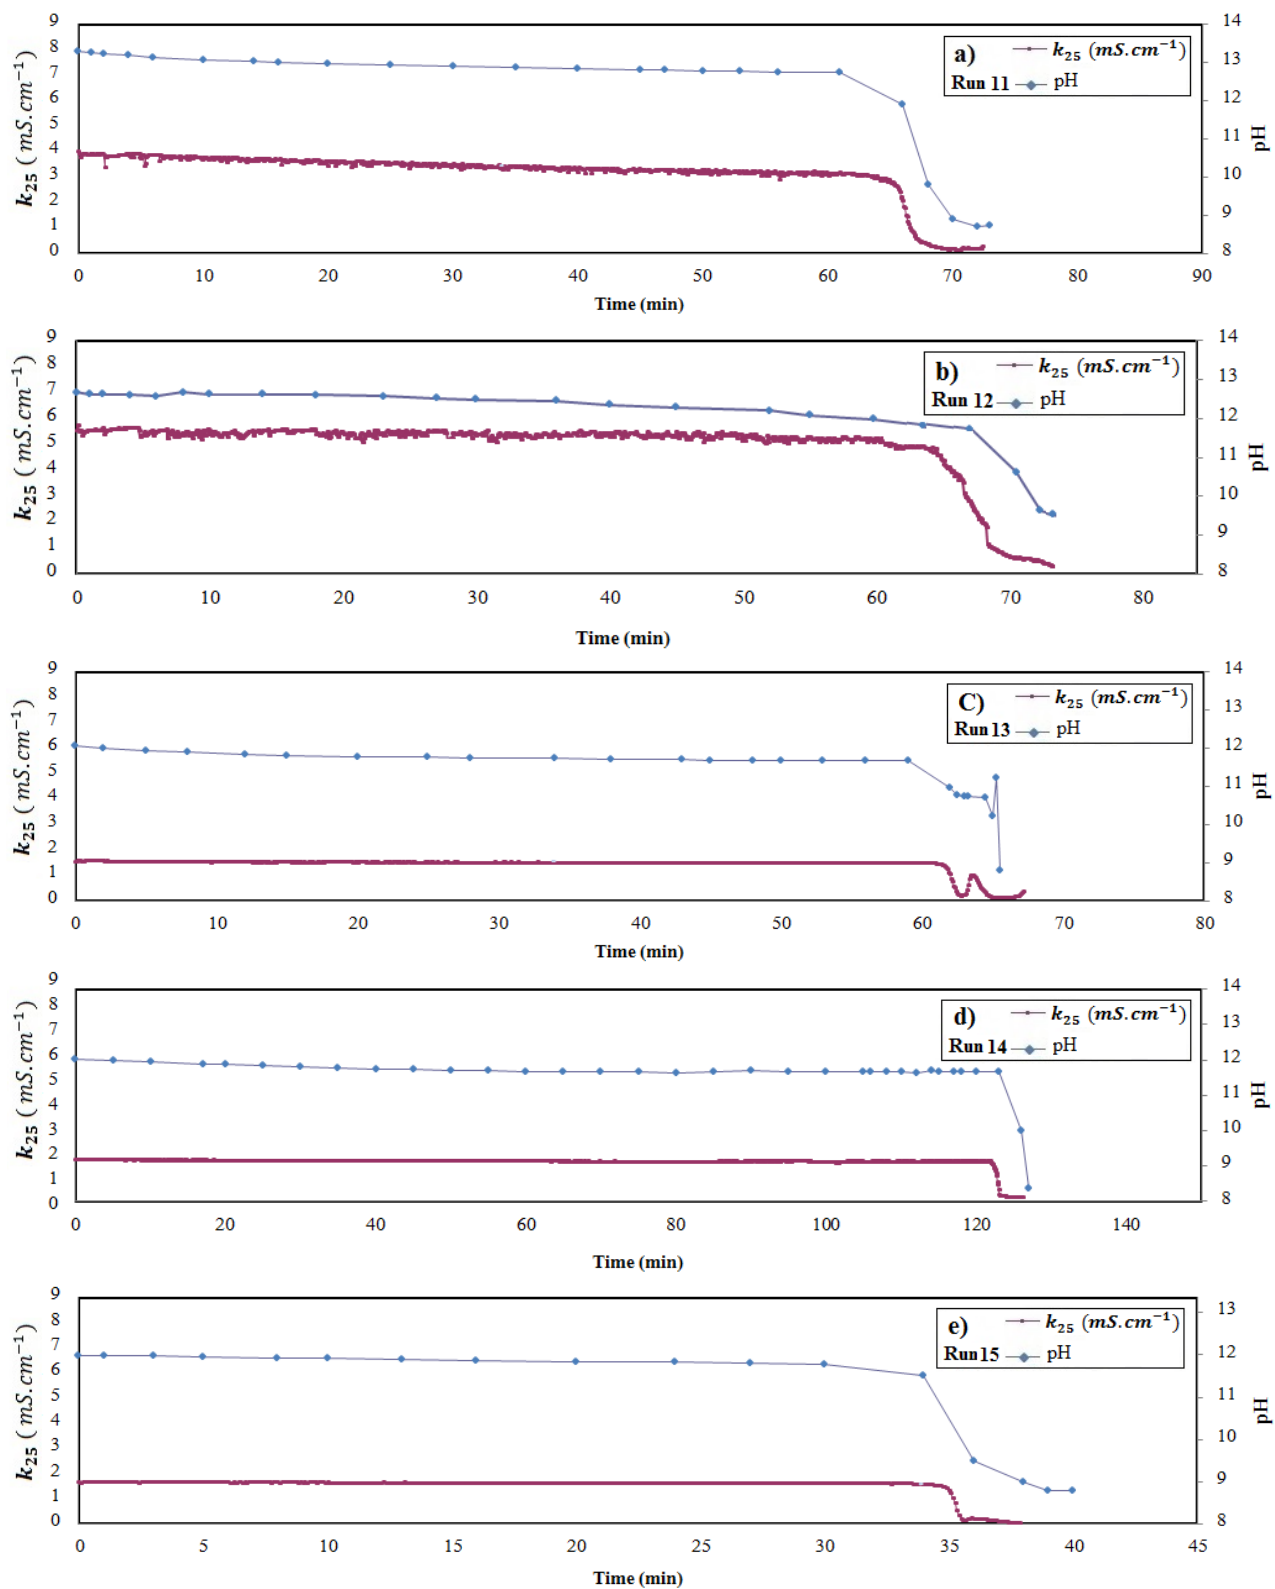 9 8 7 6 5 4 3 2 1 0
k25 ( mS.cm−1)
a) k25 (mS.cm−1)
Run 11 pH
14 13 12 11 10 9 8
pH
0 10 20 30 40 50 60 70 80 90
Time (min)
9 8 7 6 5 4 3 2 1 0
k25 ( mS.cm−1)
b) k25 (mS.cm−1)
Run 12 pH
14 13 12 11 10 9 8
pH
0 10 20 30 40 50 60 70 80
Time (min)
9 8 7 6 5 4 3 2 1 0
k25 ( mS.cm−1)
C) k25 (mS.cm−1)
Run 13 pH
14 13 12 11 10 9 8
pH
0 10 20 30 40 50 60 70 80
Time (min)
9 8 7 6 5 4 3 2 1 0
k25 ( mS.cm−1)
d) k25 (mS.cm−1)
Run 14 pH
14 13 12 11 10 9 8
pH
0 20 40 60 80 100 120 140
Time (min)
9 8 7 6 5 4 3 2 1 0
k25 ( mS.cm−1)
e) k25 (mS.cm−1)
Run 15 pH
13 12 11 10 9 8
pH
0 5 10 15 20 25 30 35 40 45
Time (min)